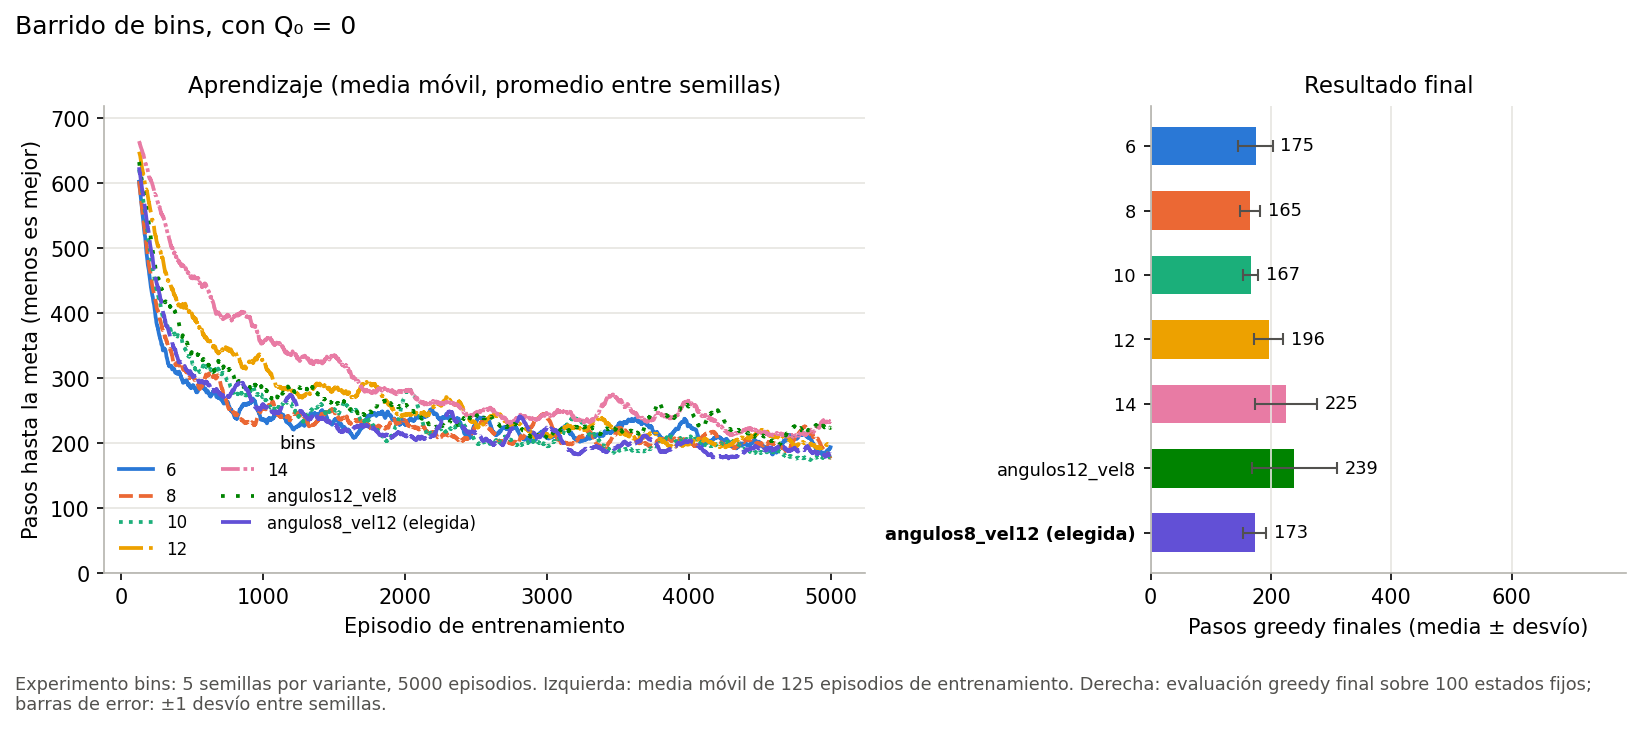 Barrido de bins, con Q₀ = 0
Aprendizaje (media móvil, promedio entre semillas)
Pasos hasta la meta (menos es mejor)
700
600
500
400
300
200
100
0
bins
6
8
10
12
14
angulos12_vel8
angulos8_vel12 (elegida)
0 1000 2000 3000 4000 5000
Episodio de entrenamiento
Resultado final
6 175
8 165
10 167
12 196
14 225
angulos12_vel8 239
angulos8_vel12 (elegida) 173
0 200 400 600
Pasos greedy finales (media ± desvío)
Experimento bins: 5 semillas por variante, 5000 episodios. Izquierda: media móvil de 125 episodios de entrenamiento. Derecha: evaluación greedy final sobre 100 estados fijos;
barras de error: ±1 desvío entre semillas.